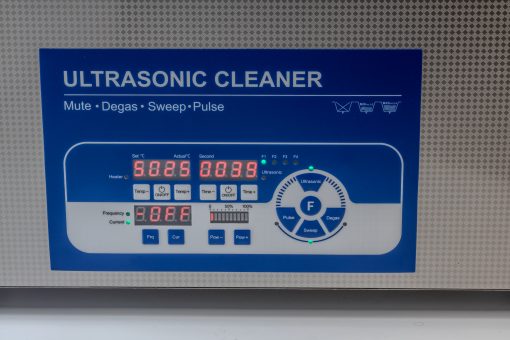 ULTRASONIC CLEANER
Mute • Degas • Sweep • Pulse
Set °C Actual°C Second F1 F2 F3 F4
Heater 6025 0035 Ultrasonic
Temp− ON/OFF Temp+ Time− ON/OFF Time+
Frequency 0 50% 100%
Current OFF
Frq Cur Pow− Pow+
Ultrasonic
Pulse F Degas
Sweep